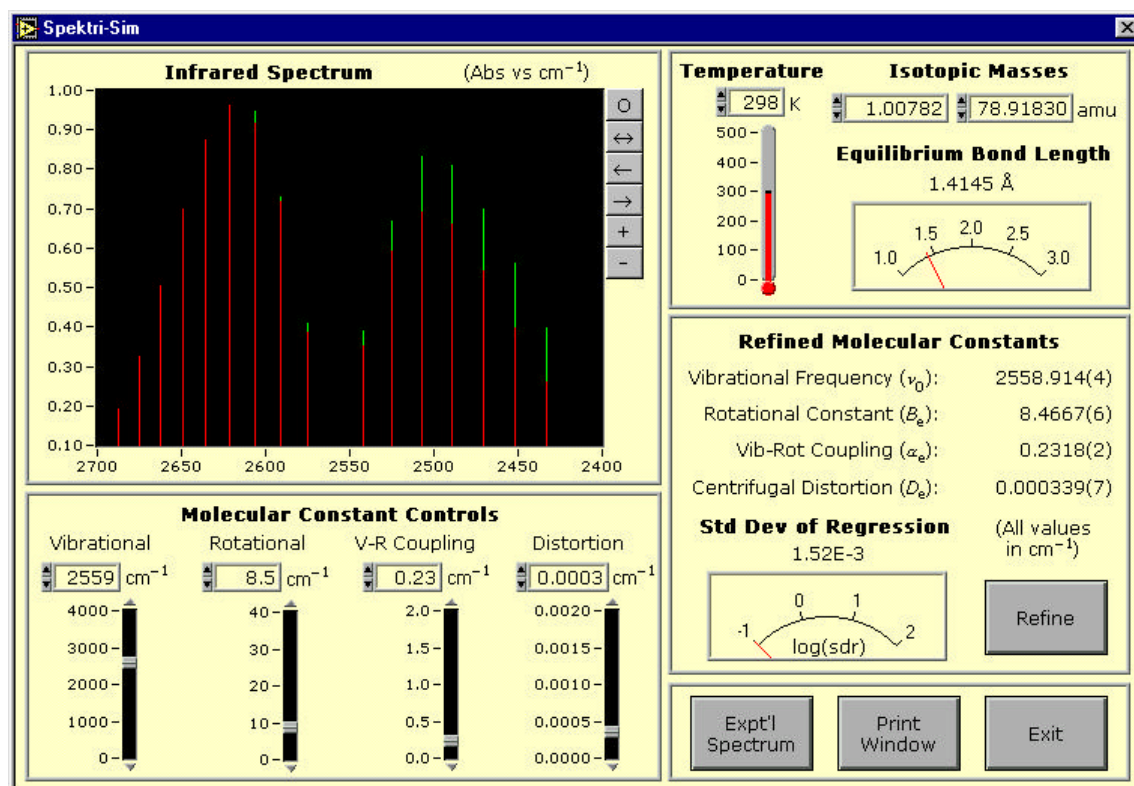 Spektri-Sim
Infrared Spectrum (Abs vs cm⁻¹)
1.00
0.90
0.80
0.70
0.60
0.50
0.40
0.30
0.20
0.10
2700 2650 2600 2550 2500 2450 2400
O
↔
←
→
+
-
Temperature
298 K
500
400
300
200
100
0
Isotopic Masses
1.00782 78.91830 amu
Equilibrium Bond Length
1.4145 Å
1.0 1.5 2.0 2.5 3.0
Molecular Constant Controls
Vibrational Rotational V-R Coupling Distortion
2559 cm⁻¹ 8.5 cm⁻¹ 0.23 cm⁻¹ 0.0003 cm⁻¹
4000 40 2.0 0.0020
3000 30 1.5 0.0015
2000 20 1.0 0.0010
1000 10 0.5 0.0005
0 0 0.0 0.0000
Refined Molecular Constants
Vibrational Frequency (ν₀): 2558.914(4)
Rotational Constant (Bₑ): 8.4667(6)
Vib-Rot Coupling (αₑ): 0.2318(2)
Centrifugal Distortion (Dₑ): 0.000339(7)
Std Dev of Regression
1.52E-3
(All values
in cm⁻¹)
-1 0 1 2
log(sdr)
Refine
Expt'l
Spectrum
Print
Window
Exit